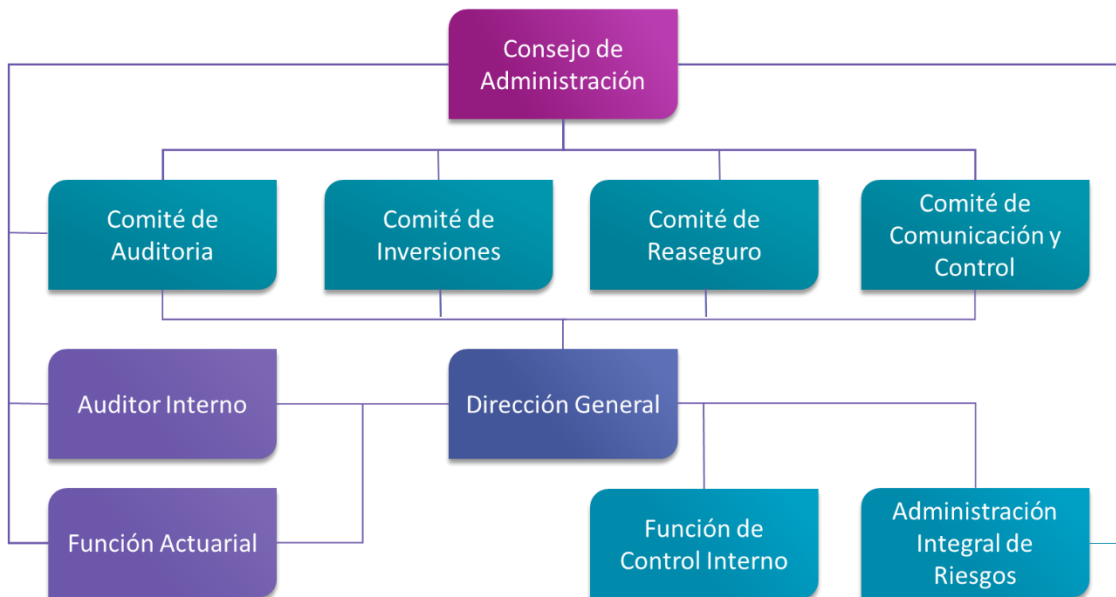 Consejo de
Administración
Comité de
Auditoria
Comité de
Inversiones
Comité de
Reaseguro
Comité de
Comunicación y
Control
Auditor Interno
Dirección General
Función Actuarial
Función de
Control Interno
Administración
Integral de
Riesgos